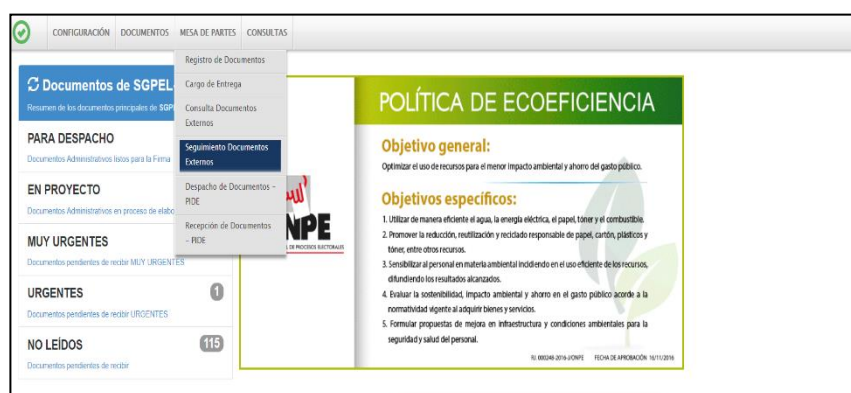 CONFIGURACIÓN DOCUMENTOS MESA DE PARTES CONSULTAS
Registro de Documentos
Cargo de Entrega
Consulta Documentos
Externos
Seguimiento Documentos
Externos
Despacho de Documentos –
PIDE
Recepción de Documentos
– PIDE
Documentos de SGPEL
Resumen de los documentos principales de
PARA DESPACHO
Documentos Administrativos listos para la Firma
EN PROYECTO
Documentos Administrativos en proceso de
MUY URGENTES
Documentos pendientes de recibir MUY URGENTES
URGENTES 1
Documentos pendientes de recibir URGENTES
NO LEÍDOS 115
Documentos pendientes de recibir
NPE
DE PROCESOS ELECTORALES
POLÍTICA DE ECOEFICIENCIA
Objetivo general:
Optimizar el uso de recursos para el menor impacto ambiental y ahorro del gasto público.
Objetivos específicos:
1. Utilizar de manera eficiente el agua, la energía eléctrica, el papel, tóner y el combustible.
2. Promover la reducción, reutilización y reciclado responsable de papel, cartón, plásticos y
tóner, entre otros recursos.
3. Sensibilizar al personal en materia ambiental incidiendo en el uso eficiente de los recursos,
difundiendo los resultados alcanzados.
4. Evaluar la sostenibilidad, impacto ambiental y ahorro en el gasto público acorde a la
normatividad vigente al adquirir bienes y servicios.
5. Formular propuestas de mejora en infraestructura y condiciones ambientales para la
seguridad y salud del personal.
RJ. 000248-2016-J/ONPE FECHA DE APROBACIÓN 16/11/2016